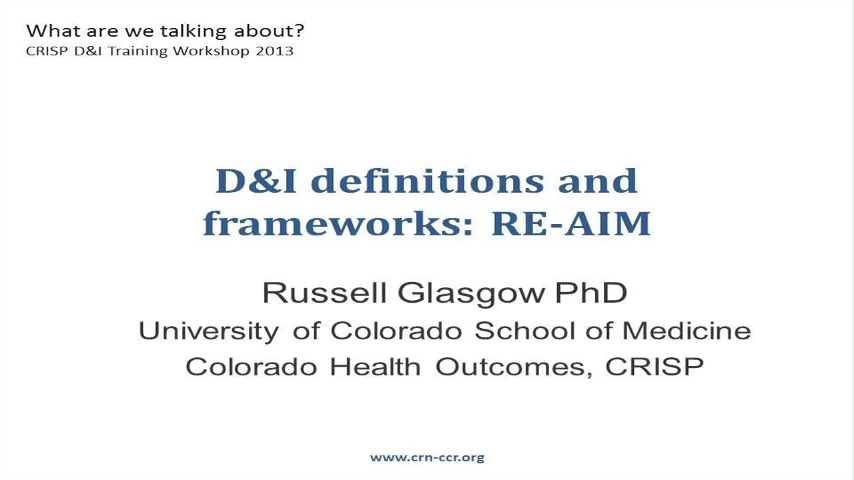 What are we talking about?
CRISP D&I Training Workshop 2013
D&I definitions and
frameworks: RE-AIM
Russell Glasgow PhD
University of Colorado School of Medicine
Colorado Health Outcomes, CRISP
www.crn-ccr.org